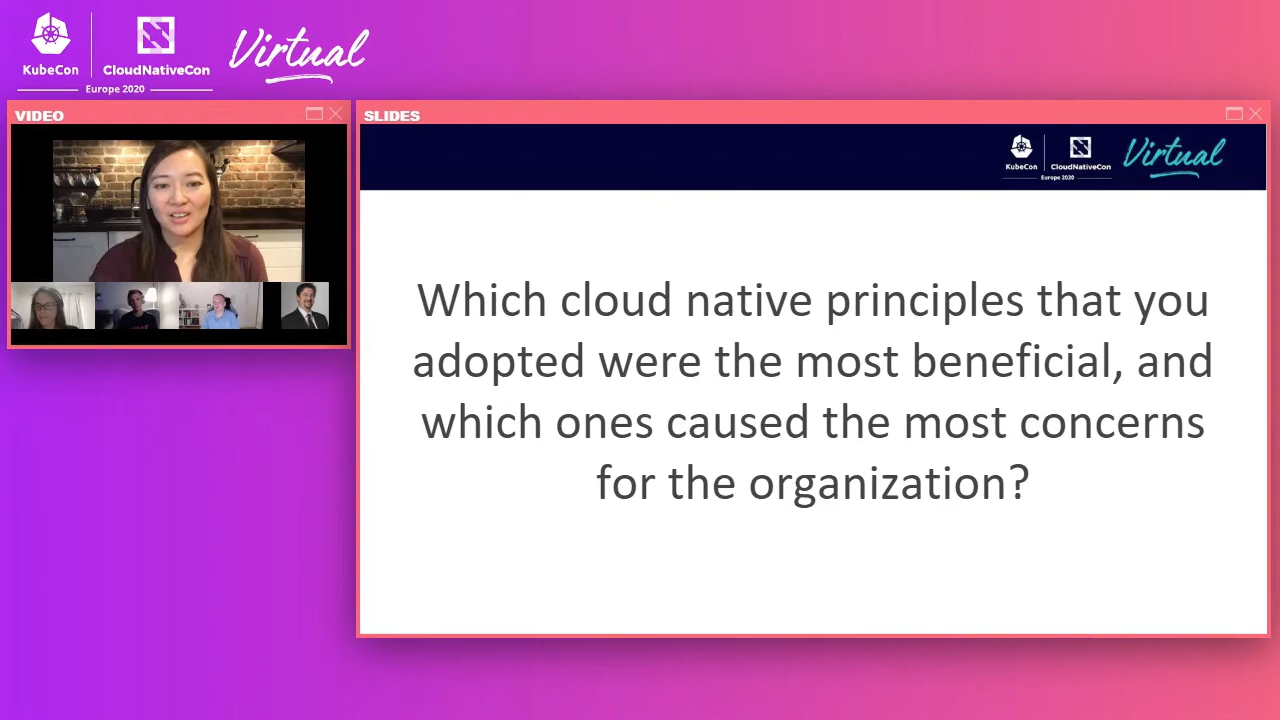 KubeCon
CloudNativeCon
Europe 2020
Virtual
VIDEO
SLIDES
KubeCon
CloudNativeCon
Europe 2020
Virtual
Which cloud native principles that you
adopted were the most beneficial, and
which ones caused the most concerns
for the organization?